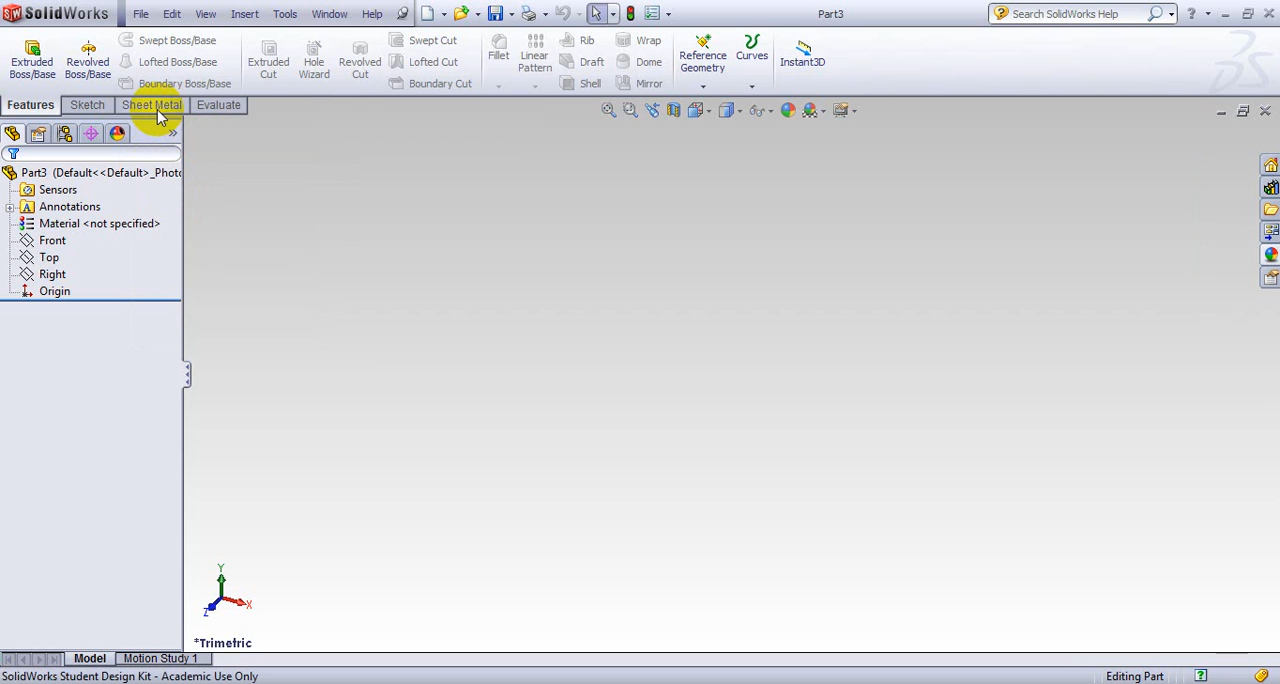 SolidWorks File Edit View Insert Tools Window Help Part3 Search SolidWorks Help
Extruded Boss/Base
Revolved Boss/Base
Swept Boss/Base
Lofted Boss/Base
Boundary Boss/Base
Extruded Cut
Hole Wizard
Revolved Cut
Swept Cut
Lofted Cut
Boundary Cut
Fillet
Linear Pattern
Rib
Draft
Shell
Wrap
Dome
Mirror
Reference Geometry
Curves
Instant3D
Features Sketch Sheet Metal Evaluate
Part3 (Default<<Default>_Photo
Sensors
Annotations
Material <not specified>
Front
Top
Right
Origin
Y
X
Z
*Trimetric
Model Motion Study 1
SolidWorks Student Design Kit - Academic Use Only Editing Part